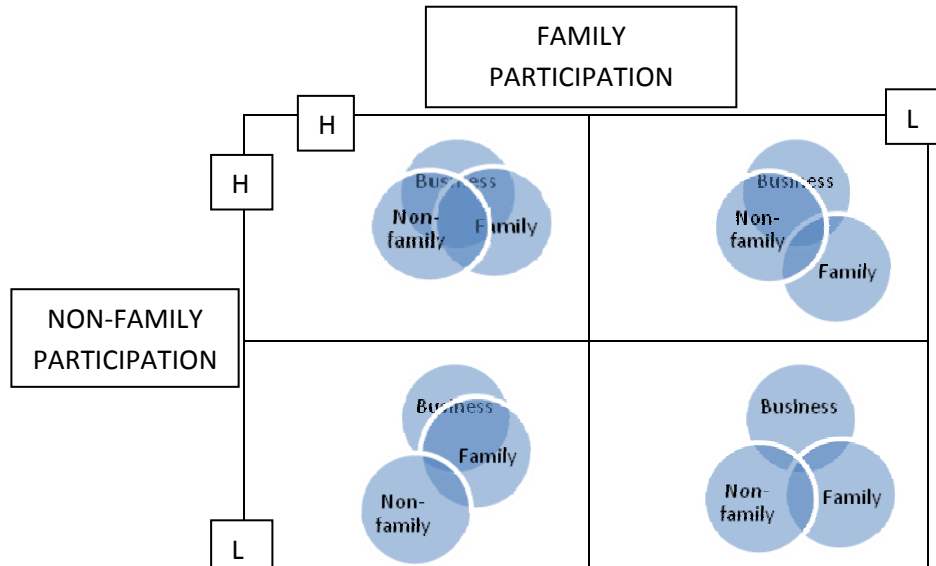 FAMILY
PARTICIPATION
H
L
H
Business
Non-
family
Family
Business
Non-
family
Family
NON-FAMILY
PARTICIPATION
Business
Family
Non-
family
Business
Non-
family
Family
L